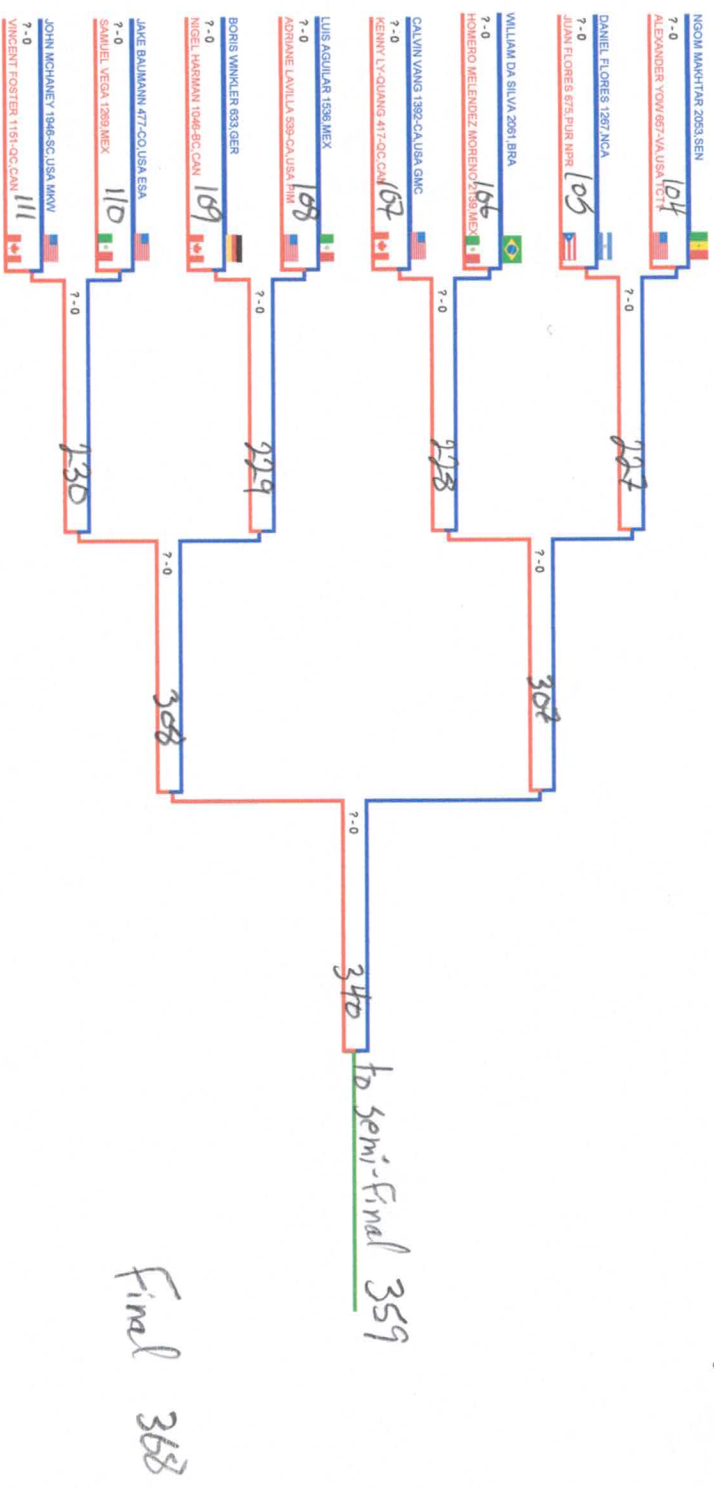 NGOM MAKHTAR 2053,SEN
? - 0
104
ALEXANDER YOW 657-VA,USA TCT1
DANIEL FLORES 1267,NCA
? - 0
105
JUAN FLORES 675,PUR NPR
WILLIAM DA SILVA 2061,BRA
? - 0
106
HOMERO MELENDEZ MORENO 2139,MEX
CALVIN VANG 1392-CA,USA GMC
? - 0
107
KENNY LY-QUANG 417-QC,CAN
LUIS AGUILAR 1536,MEX
? - 0
108
ADRIANE LAVILLA 539-CA,USA PIM
BORIS WINKLER 633,GER
? - 0
109
NIGEL HARMAN 1046-BC,CAN
JAKE BAUMANN 477-CO,USA ESA
? - 0
110
SAMUEL VEGA 1269,MEX
JOHN MCHANEY 1946-SC,USA MKW
? - 0
111
VINCENT FOSTER 1151-QC,CAN
? - 0
227
? - 0
228
? - 0
229
? - 0
230
? - 0
307
? - 0
308
? - 0
340
to semi-final 359
Final 368